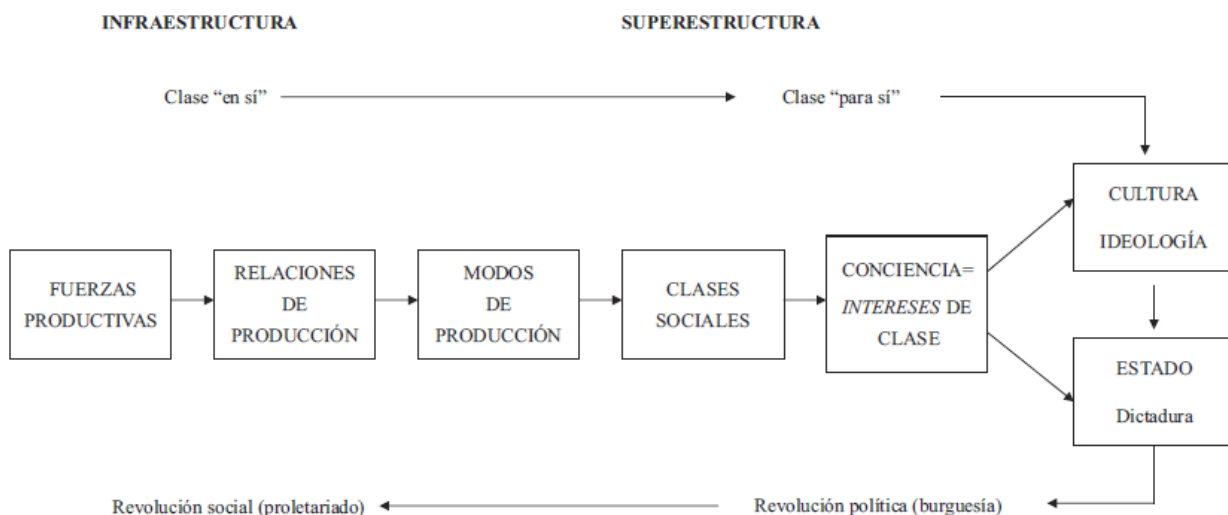 INFRAESTRUCTURA
SUPERESTRUCTURA
Clase “en sí”
Clase “para sí”
FUERZAS
PRODUCTIVAS
RELACIONES
DE
PRODUCCIÓN
MODOS
DE
PRODUCCIÓN
CLASES
SOCIALES
CONCIENCIA=
INTERESES DE
CLASE
CULTURA
IDEOLOGÍA
ESTADO
Dictadura
Revolución social (proletariado)
Revolución política (burguesía)